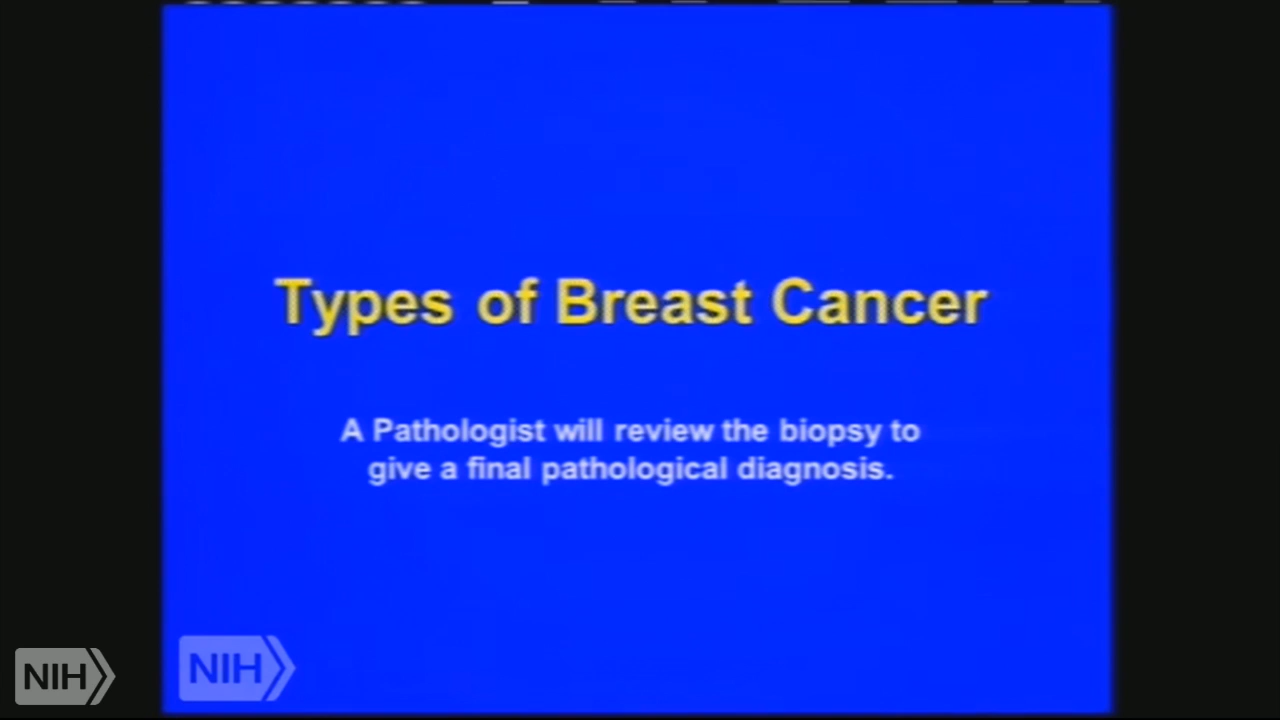 Types of Breast Cancer
A Pathologist will review the biopsy to
give a final pathological diagnosis.
NIH
NIH